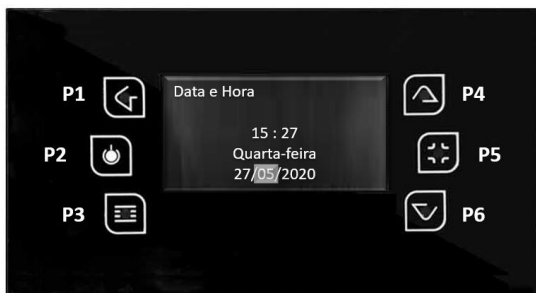 P1
P2
P3
Data e Hora
15 : 27
Quarta-feira
27/05/2020
P4
P5
P6